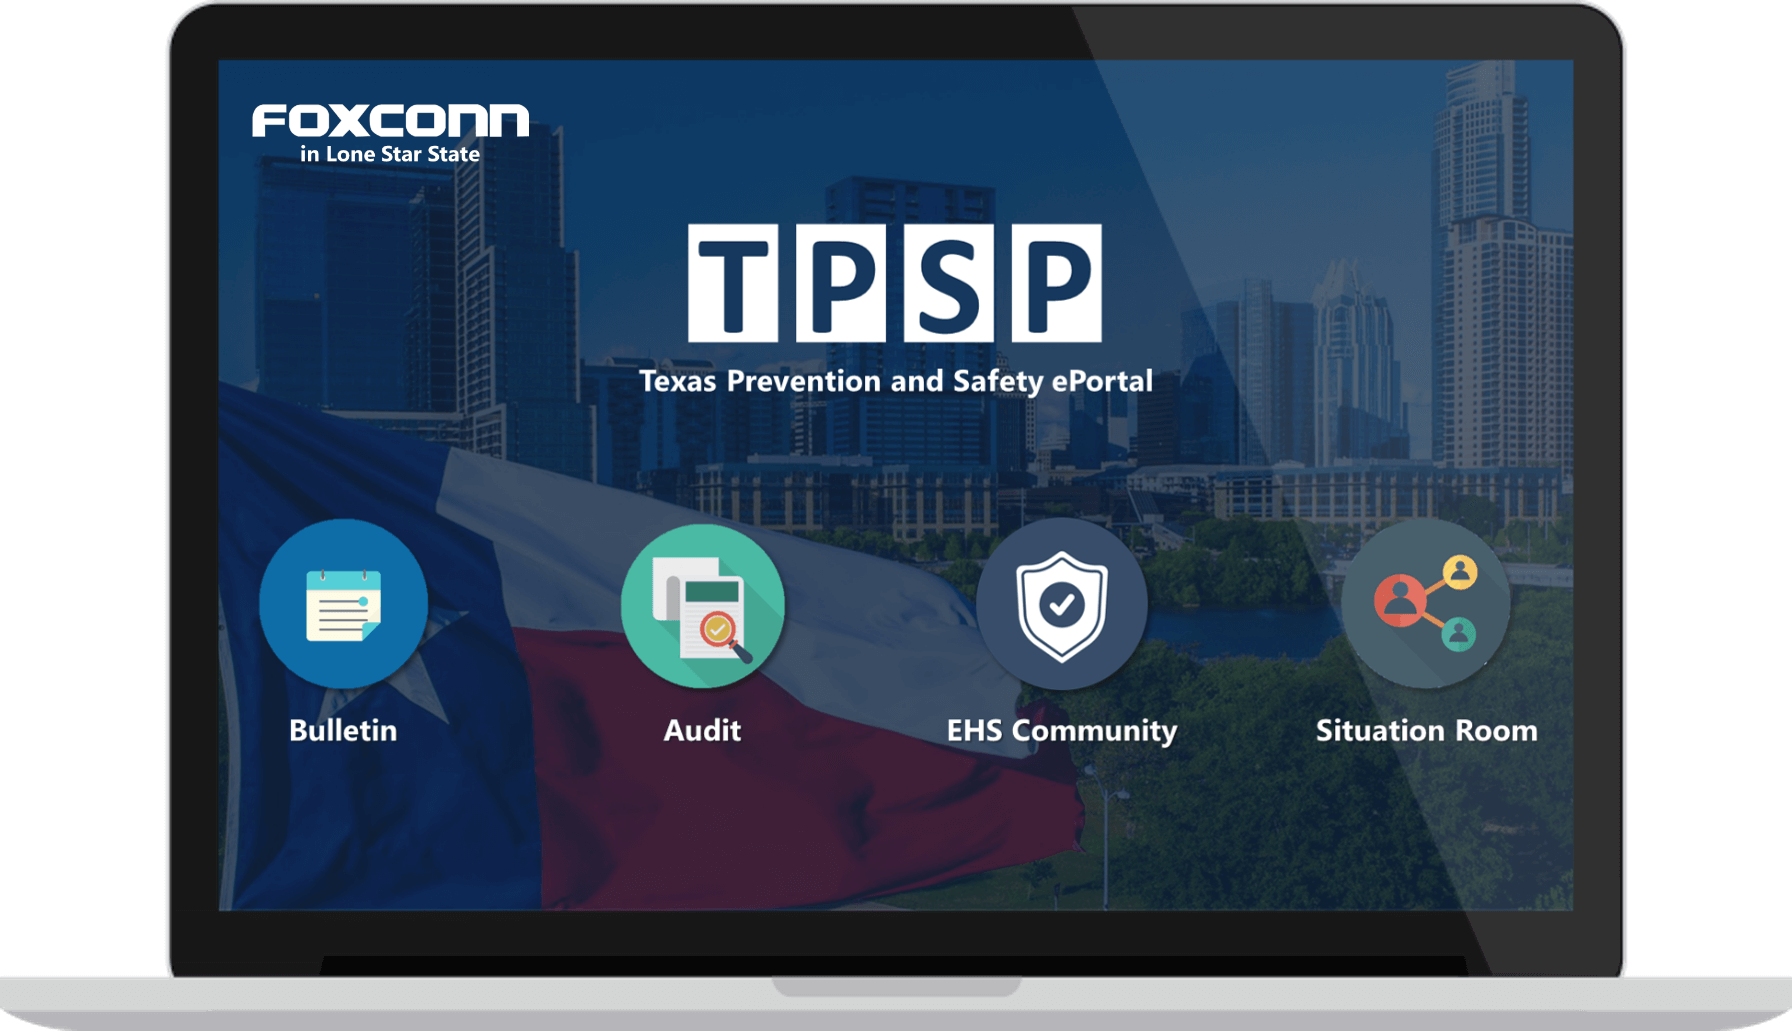 FOXCONN
in Lone Star State
TPSP
Texas Prevention and Safety ePortal
Bulletin
Audit
EHS Community
Situation Room